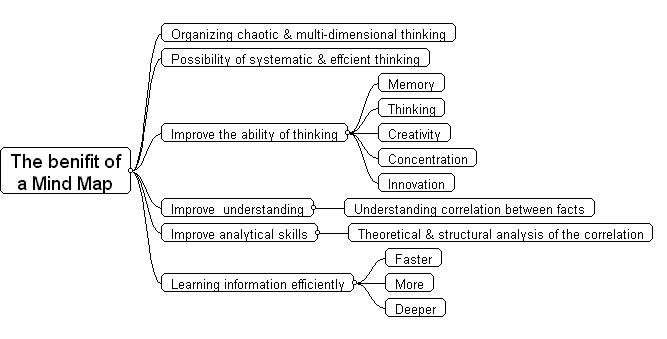 The benifit of
a Mind Map
Organizing chaotic & multi-dimensional thinking
Possibility of systematic & effcient thinking
Improve the ability of thinking
Memory
Thinking
Creativity
Concentration
Innovation
Improve understanding
Understanding correlation between facts
Improve analytical skills
Theoretical & structural analysis of the correlation
Learning information efficiently
Faster
More
Deeper